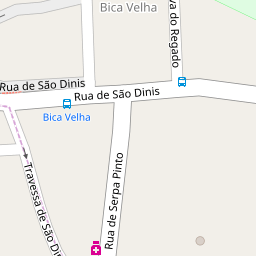 Bica Velha
va do Regado
Rua de São Dinis
Rua de São Dinis
Bica Velha
Rua de Serpa Pinto
Travessa de São Di